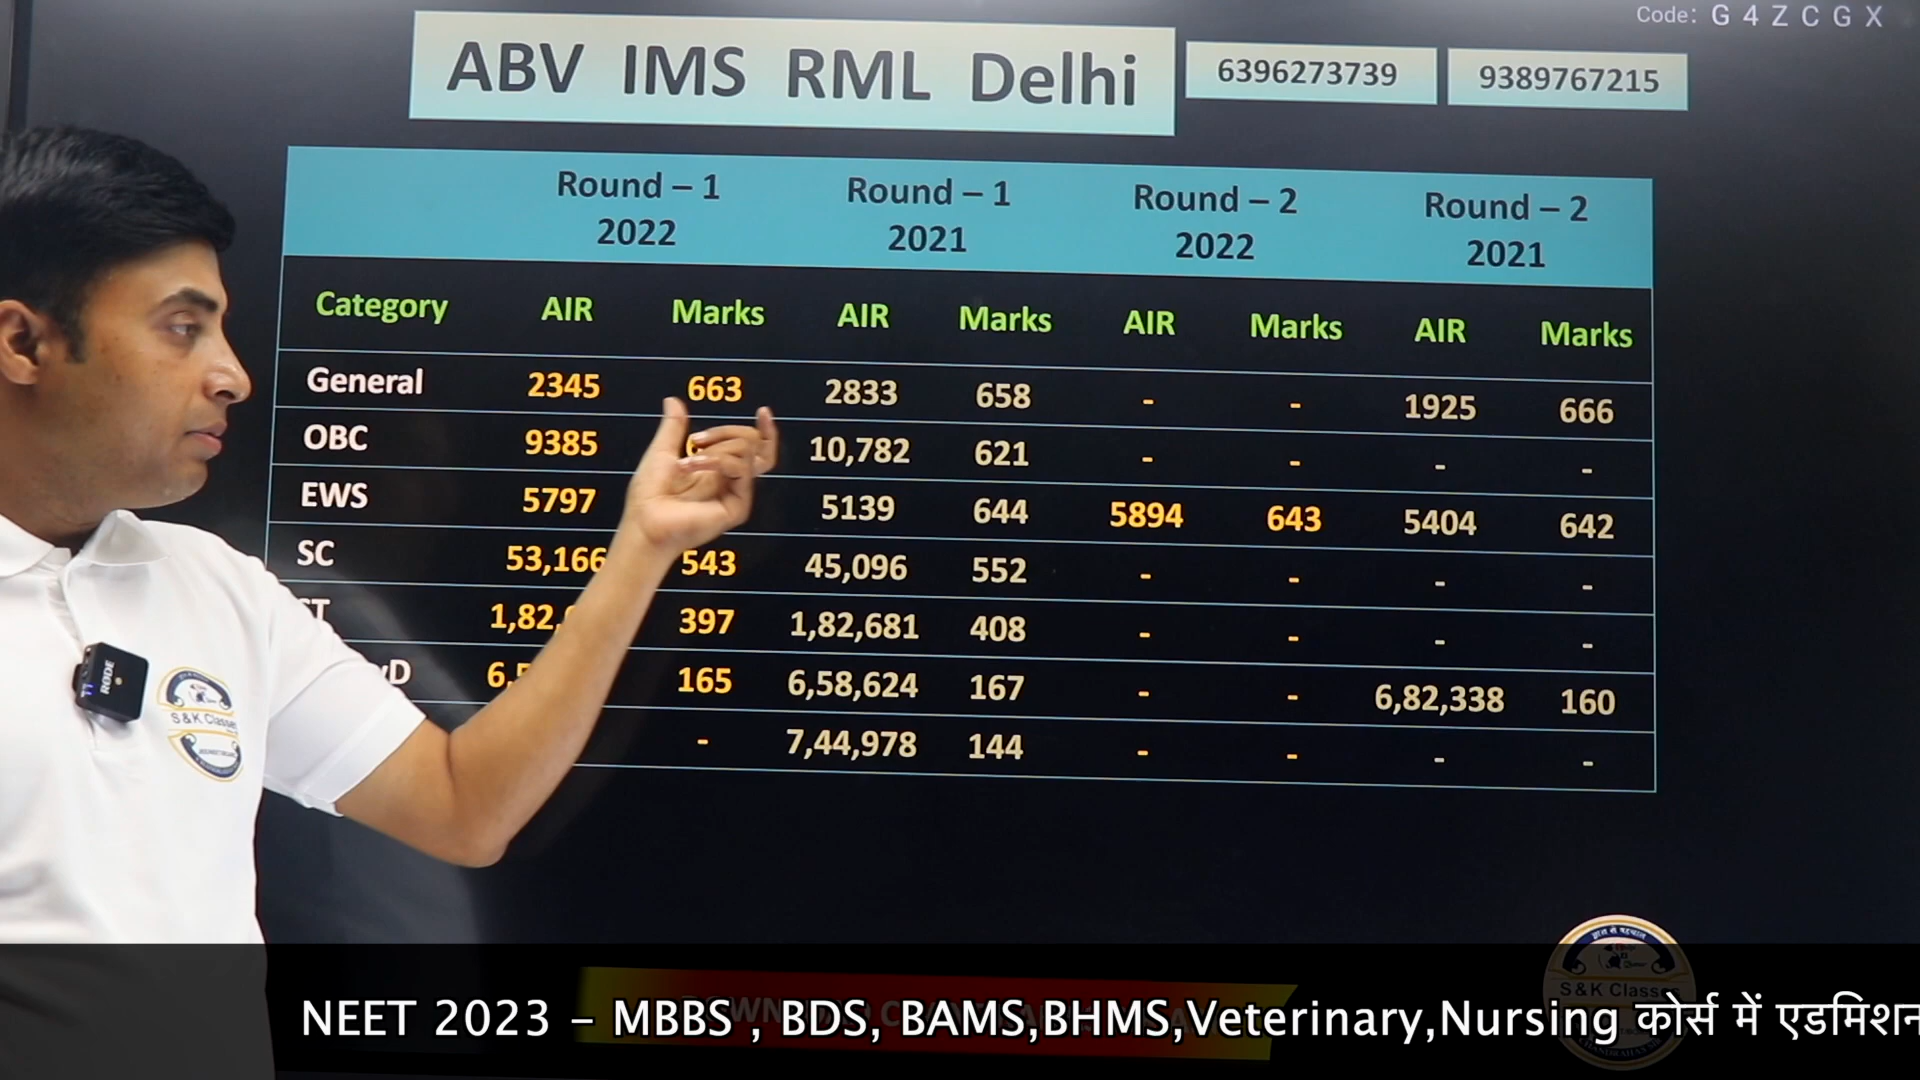 Code: G 4 Z C G X
ABV IMS RML Delhi
6396273739
9389767215
Round – 1 2022 Round – 1 2021 Round – 2 2022 Round – 2 2021
Category AIR Marks AIR Marks AIR Marks AIR Marks
General 2345 663 2833 658 - - 1925 666
OBC 9385 10,782 621 - - - -
EWS 5797 5139 644 5894 643 5404 642
SC 53,166 543 45,096 552 - - - -
397 1,82,681 408 - - - -
165 6,58,624 167 - - 6,82,338 160
- 7,44,978 144 - - - -
RØDE
S&K Classes
S&K Classes
NEET 2023 – MBBS , BDS, BAMS,BHMS,Veterinary,Nursing कोर्स में एडमिशन